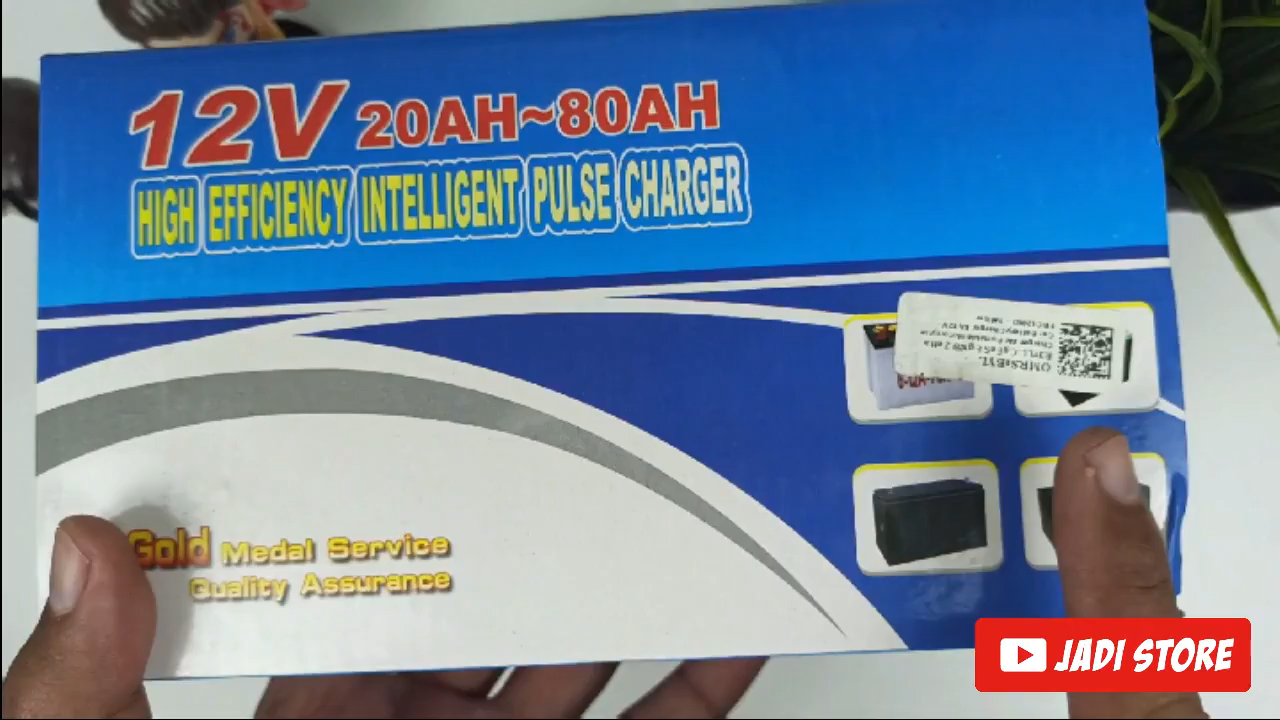 12V 20AH~80AH
HIGH EFFICIENCY INTELLIGENT PULSE CHARGER
Gold Medal Service
Quality Assurance
JADI STORE